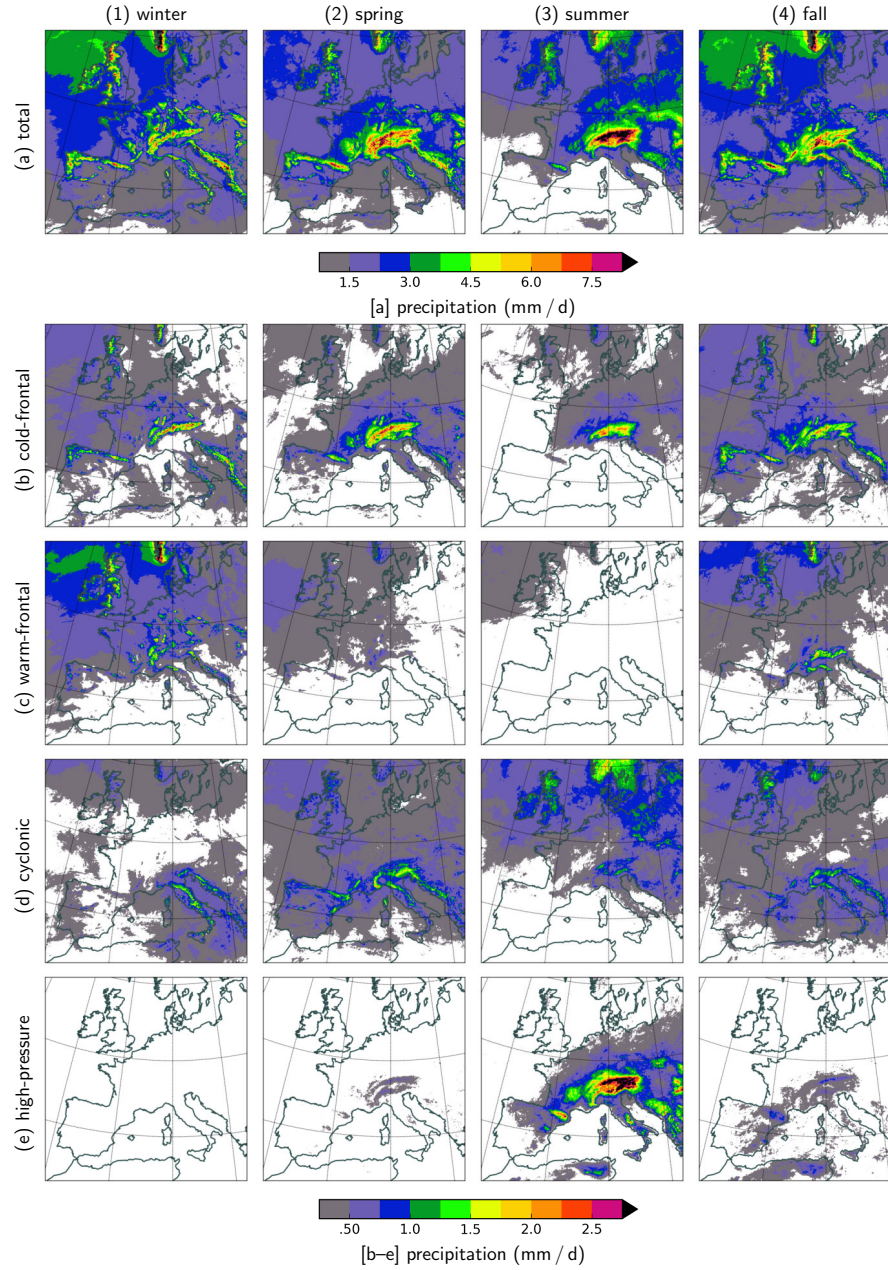 (1) winter
(2) spring
(3) summer
(4) fall
(a) total
1.5
3.0
4.5
6.0
7.5
[a] precipitation (mm / d)
(b) cold-frontal
(c) warm-frontal
(d) cyclonic
(e) high-pressure
.50
1.0
1.5
2.0
2.5
[b–e] precipitation (mm / d)